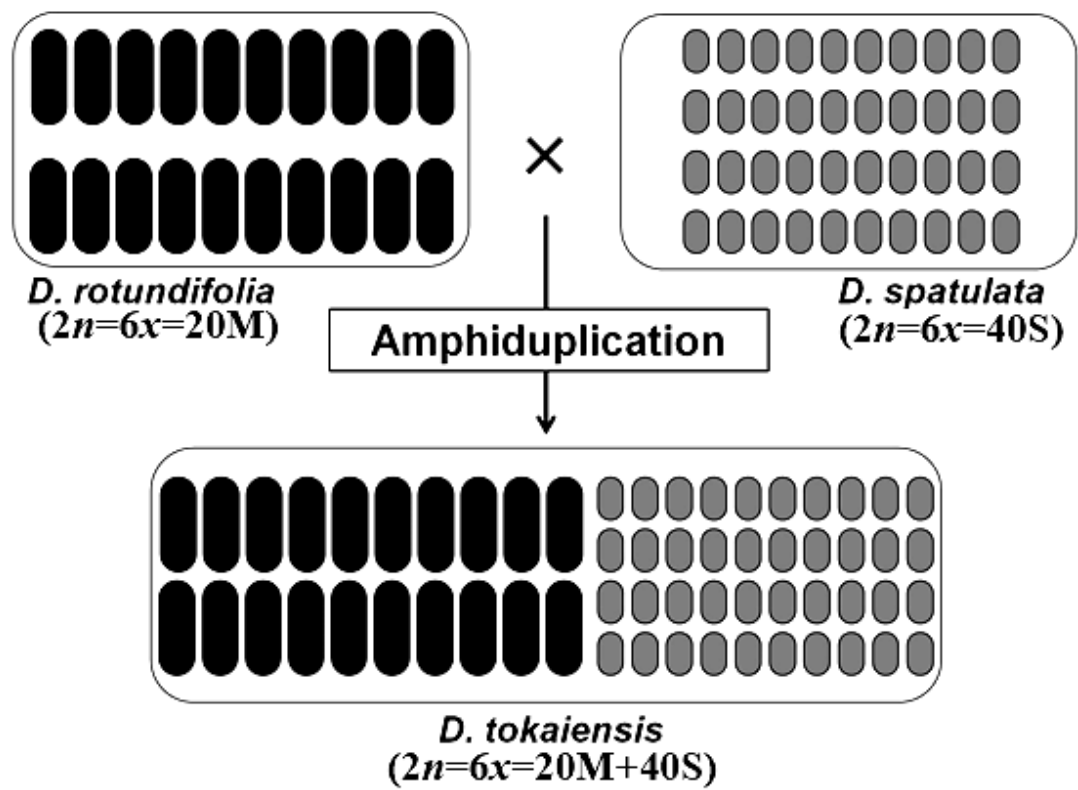 ×
D. rotundifolia
(2n=6x=20M)
D. spatulata
(2n=6x=40S)
Amphiduplication
D. tokaiensis
(2n=6x=20M+40S)